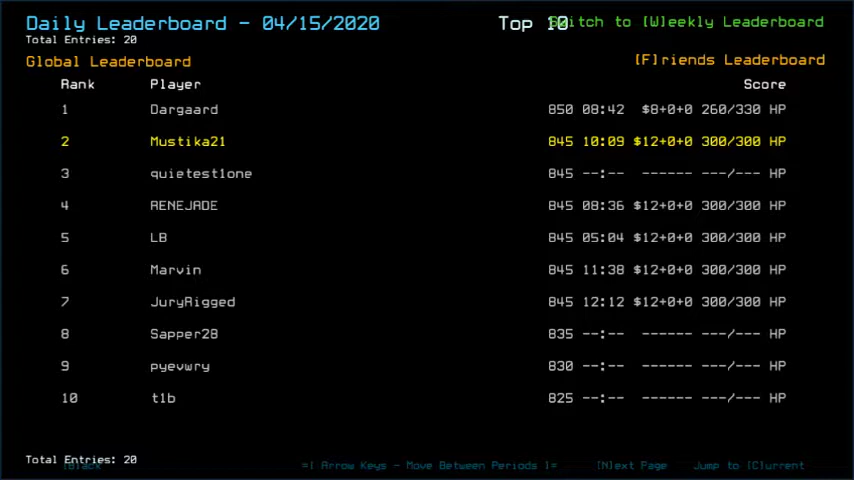 Daily Leaderboard - 04/15/2020 Top 10 Switch to [W]eekly Leaderboard
Total Entries: 20
Global Leaderboard [F]riends Leaderboard
Rank Player Score
1 Dargaard 850 08:42 $8+0+0 260/330 HP
2 Mustika21 845 10:09 $12+0+0 300/300 HP
3 quietest1one 845 --:-- ------ ---/--- HP
4 RENEJADE 845 08:36 $12+0+0 300/300 HP
5 LB 845 05:04 $12+0+0 300/300 HP
6 Marvin 845 11:38 $12+0+0 300/300 HP
7 JuryRigged 845 12:12 $12+0+0 300/300 HP
8 Sapper28 835 --:-- ------ ---/--- HP
9 pyevwry 830 --:-- ------ ---/--- HP
10 t1b 825 --:-- ------ ---/--- HP
Total Entries: 20
[B]ack =[ Arrow Keys - Move Between Periods ]= [N]ext Page Jump to [C]urrent